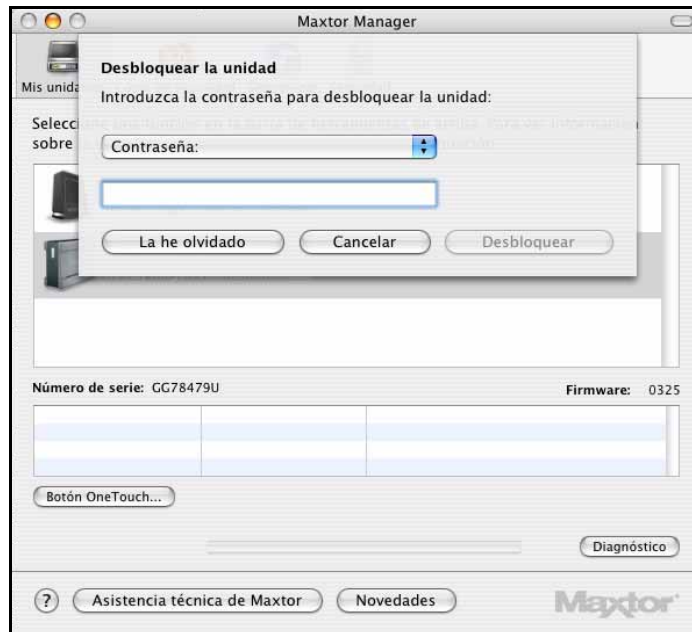 Maxtor Manager
Desbloquear la unidad
Mis unida
Introduzca la contraseña para desbloquear la unidad:
Selecc
sobre
Contraseña:
La he olvidado
Cancelar
Desbloquear
Número de serie: GG78479U
Firmware: 0325
Botón OneTouch...
Diagnóstico
?
Asistencia técnica de Maxtor
Novedades
Maxtor